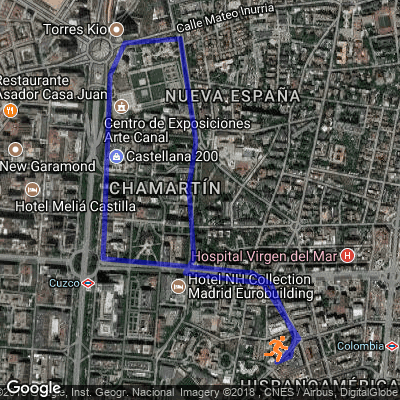 Calle Mateo Inurria
Torres Kio
Restaurante
Asador Casa Juan
NUEVA ESPAÑA
Centro de Exposiciones
Arte Canal
Castellana 200
New Garamond
CHAMARTÍN
Hotel Meliá Castilla
Hospital Virgen del Mar
H
Cuzco
Hotel NH Collection
Madrid Eurobuilding
Colombia
HISPANOAMÉRICA
Google
Inst. Geogr. Nacional Imagery ©2018 , CNES / Airbus, DigitalGlobe